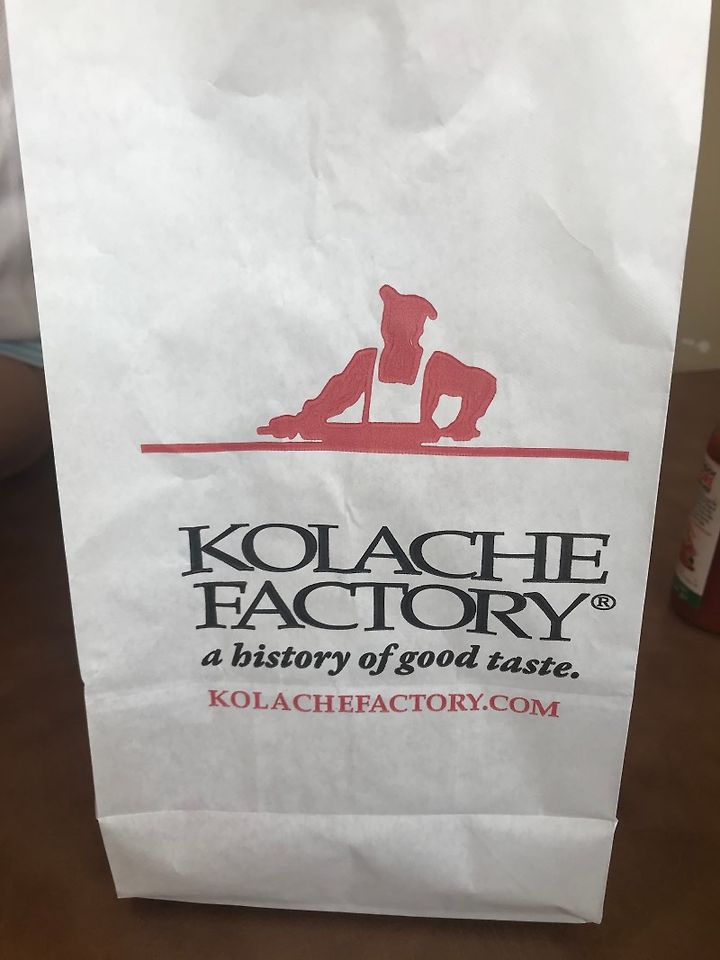 KOLACHE
FACTORY®
a history of good taste.
KOLACHEFACTORY.COM